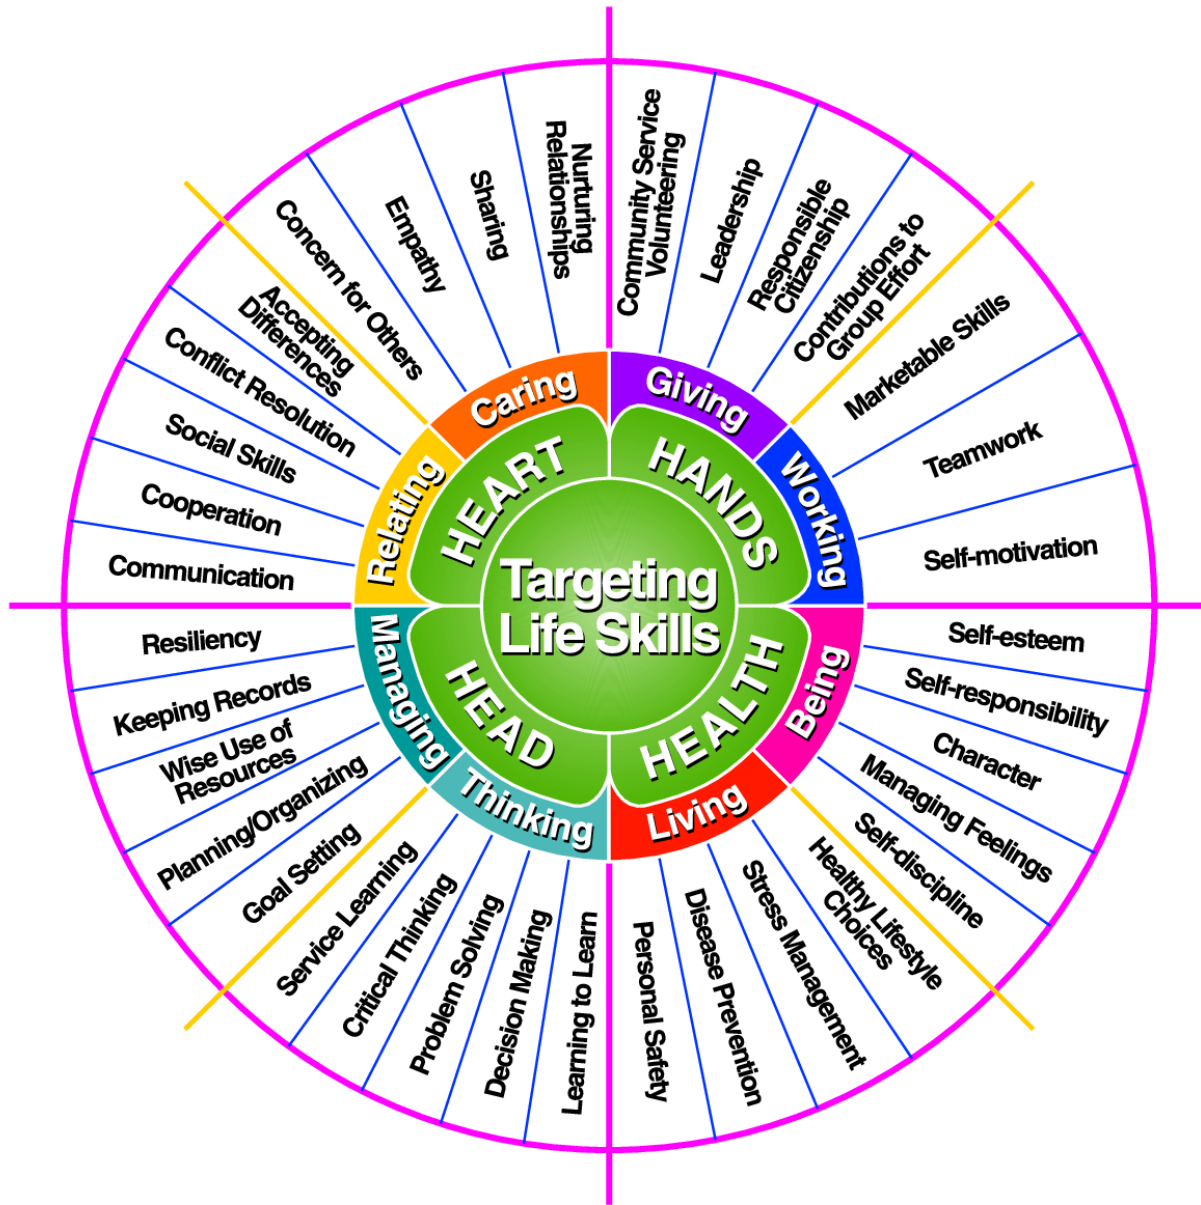 Targeting
Life Skills
HEART
Caring
Concern for Others
Empathy
Sharing
Nurturing
Relationships
Relating
Accepting
Differences
Conflict Resolution
Social Skills
Cooperation
Communication
HANDS
Giving
Community Service
Volunteering
Leadership
Responsible
Citizenship
Contributions to
Group Effort
Working
Marketable Skills
Teamwork
Self-motivation
HEALTH
Being
Self-esteem
Self-responsibility
Character
Managing Feelings
Self-discipline
Living
Healthy Lifestyle
Choices
Stress Management
Disease Prevention
Personal Safety
HEAD
Thinking
Learning to Learn
Decision Making
Problem Solving
Critical Thinking
Service Learning
Managing
Goal Setting
Planning/Organizing
Wise Use of
Resources
Keeping Records
Resiliency